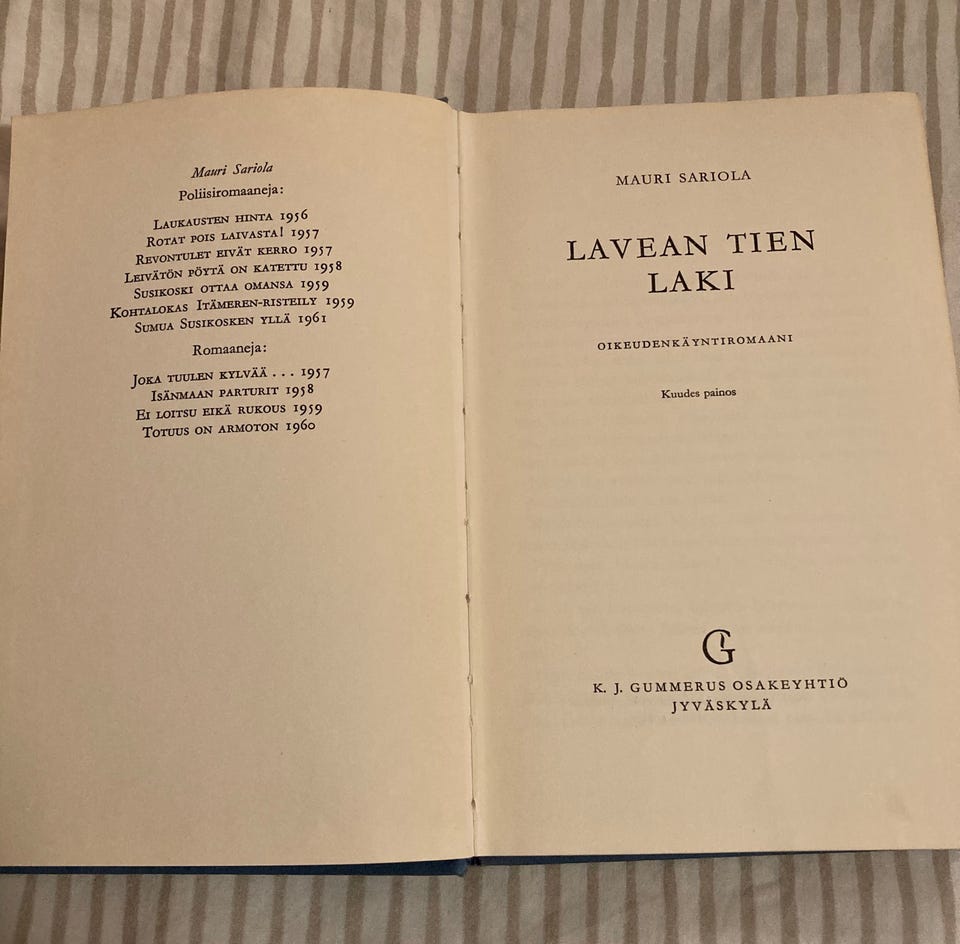 Mauri Sariola
Poliisiromaaneja:
LAUKAUSTEN HINTA 1956
ROTAT POIS LAIVASTA! 1957
REVONTULET EIVÄT KERRO 1957
LEIVÄTÖN PÖYTÄ ON KATETTU 1958
SUSIKOSKI OTTAA OMANSA 1959
KOHTALOKAS ITÄMEREN-RISTEILY 1959
SUMUA SUSIKOSKEN YLLÄ 1961
Romaaneja:
JOKA TUULEN KYLVÄÄ . . . 1957
ISÄNMAAN PARTURIT 1958
EI LOITSU EIKÄ RUKOUS 1959
TOTUUS ON ARMOTON 1960
MAURI SARIOLA
LAVEAN TIEN
LAKI
OIKEUDENKÄYNTIROMAANI
Kuudes painos
G
K. J. GUMMERUS OSAKEYHTIÖ
JYVÄSKYLÄ